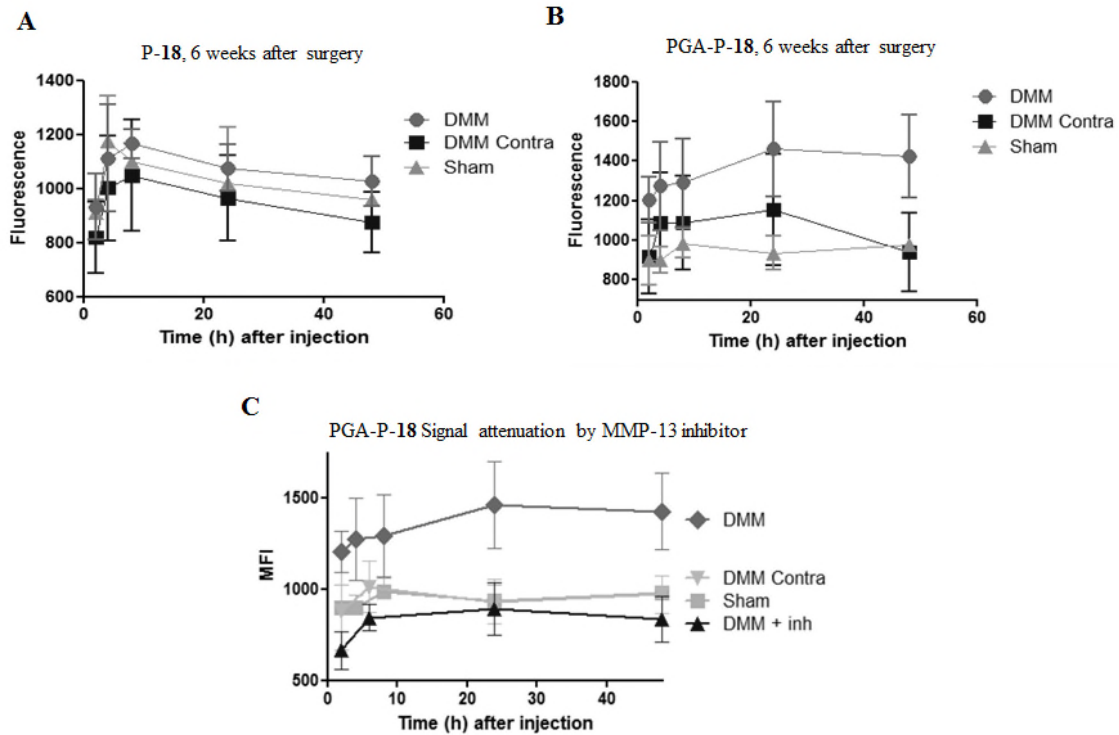 A
P-18, 6 weeks after surgery
1400
1200
1000
800
600
0
20
40
60
Fluorescence
Time (h) after injection
DMM
DMM Contra
Sham
B
PGA-P-18, 6 weeks after surgery
1800
1600
1400
1200
1000
800
0
20
40
60
Fluorescence
Time (h) after injection
DMM
DMM Contra
Sham
C
PGA-P-18 Signal attenuation by MMP-13 inhibitor
1500
1000
500
0
10
20
30
40
MFI
Time (h) after injection
DMM
DMM Contra
Sham
DMM + inh